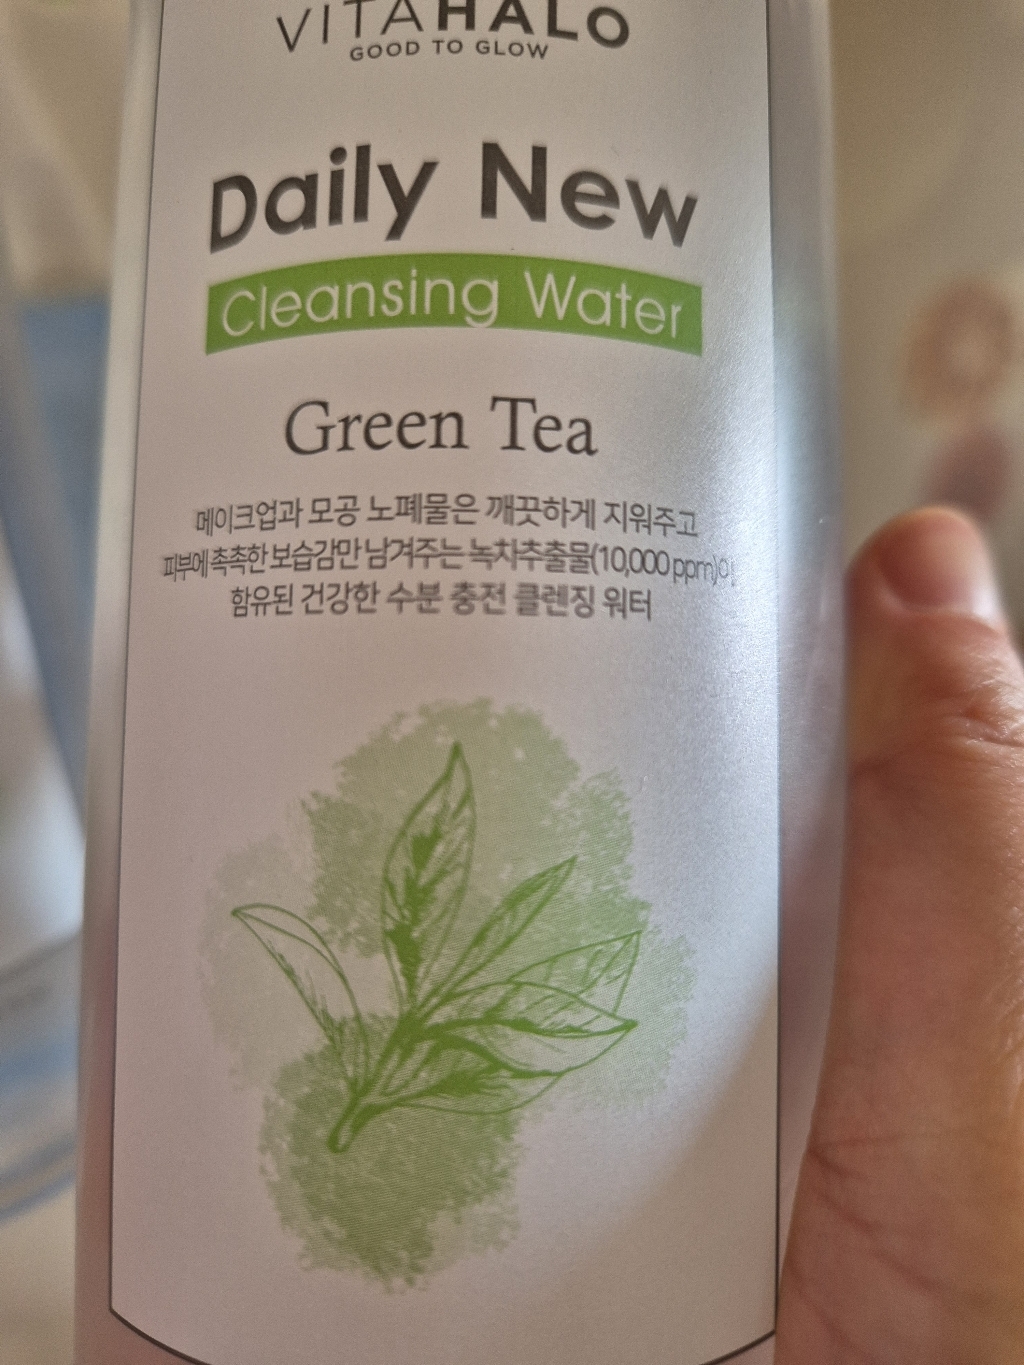 VITAHALO
GOOD TO GLOW
Daily New
Cleansing Water
Green Tea
메이크업과 모공 노폐물은 깨끗하게 지워주고
피부에 촉촉한 보습감만 남겨주는 녹차추출물(10,000 ppm)이
함유된 건강한 수분 충전 클렌징 워터